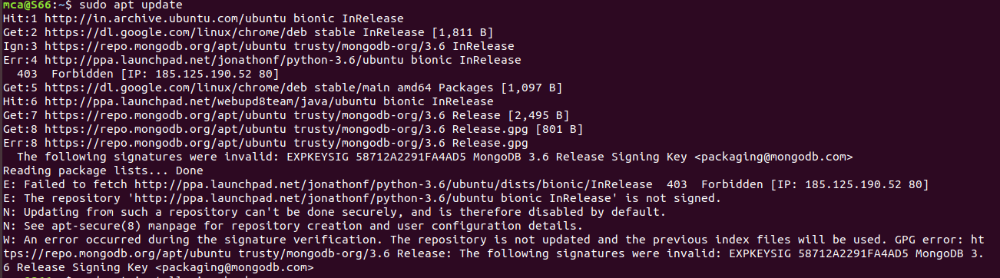 mca@S66:~$ sudo apt update
Hit:1 http://in.archive.ubuntu.com/ubuntu bionic InRelease
Get:2 https://dl.google.com/linux/chrome/deb stable InRelease [1,811 B]
Ign:3 https://repo.mongodb.org/apt/ubuntu trusty/mongodb-org/3.6 InRelease
Err:4 http://ppa.launchpad.net/jonathonf/python-3.6/ubuntu bionic InRelease
  403  Forbidden [IP: 185.125.190.52 80]
Get:5 https://dl.google.com/linux/chrome/deb stable/main amd64 Packages [1,097 B]
Hit:6 http://ppa.launchpad.net/webupd8team/java/ubuntu bionic InRelease
Get:7 https://repo.mongodb.org/apt/ubuntu trusty/mongodb-org/3.6 Release [2,495 B]
Get:8 https://repo.mongodb.org/apt/ubuntu trusty/mongodb-org/3.6 Release.gpg [801 B]
Err:8 https://repo.mongodb.org/apt/ubuntu trusty/mongodb-org/3.6 Release.gpg
  The following signatures were invalid: EXPKEYSIG 58712A2291FA4AD5 MongoDB 3.6 Release Signing Key <packaging@mongodb.com>
Reading package lists... Done
E: Failed to fetch http://ppa.launchpad.net/jonathonf/python-3.6/ubuntu/dists/bionic/InRelease  403  Forbidden [IP: 185.125.190.52 80]
E: The repository 'http://ppa.launchpad.net/jonathonf/python-3.6/ubuntu bionic InRelease' is not signed.
N: Updating from such a repository can't be done securely, and is therefore disabled by default.
N: See apt-secure(8) manpage for repository creation and user configuration details.
W: An error occurred during the signature verification. The repository is not updated and the previous index files will be used. GPG error: ht
tps://repo.mongodb.org/apt/ubuntu trusty/mongodb-org/3.6 Release: The following signatures were invalid: EXPKEYSIG 58712A2291FA4AD5 MongoDB 3.
6 Release Signing Key <packaging@mongodb.com>